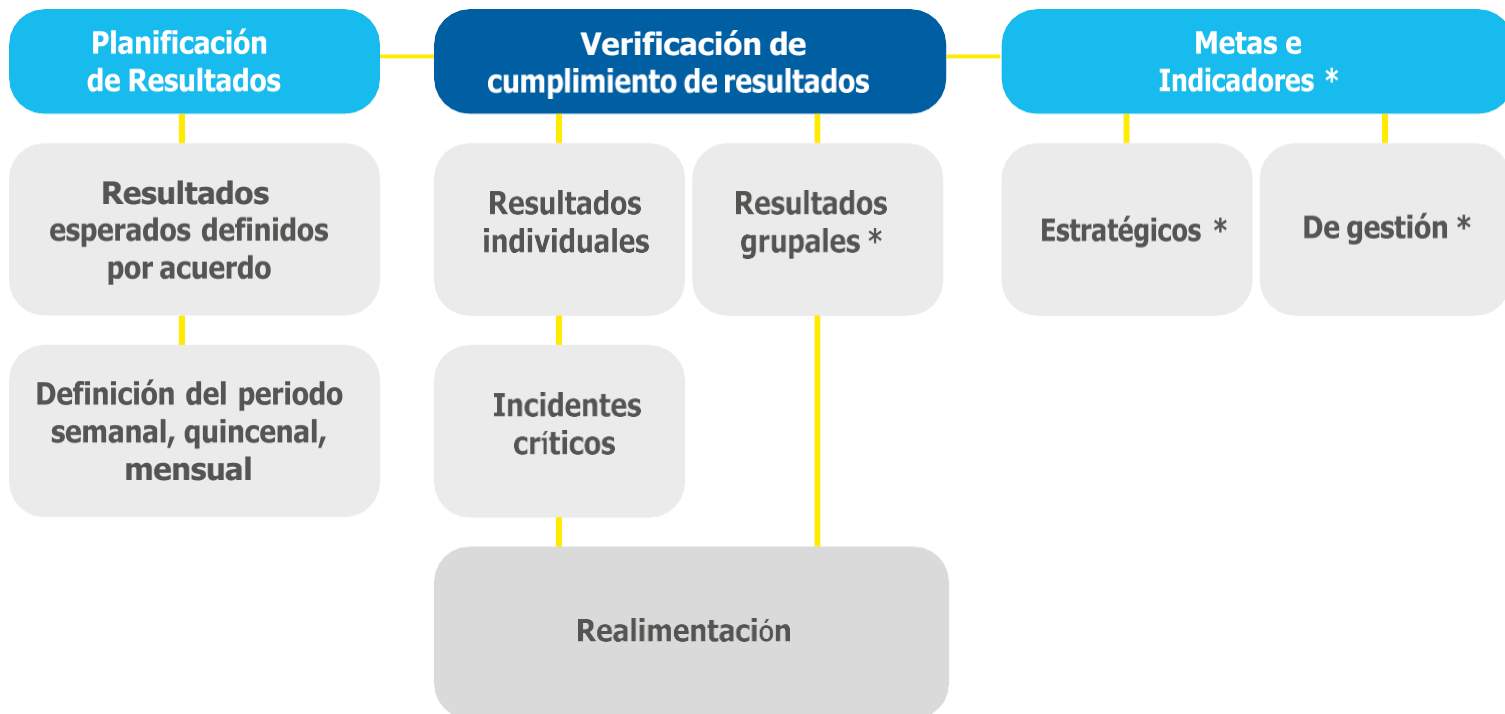 Planificación
de Resultados
Verificación de
cumplimiento de resultados
Metas e
Indicadores *
Resultados
esperados definidos
por acuerdo
Resultados
individuales
Resultados
grupales *
Estratégicos *
De gestión *
Definición del periodo
semanal, quincenal,
mensual
Incidentes
críticos
Realimentación